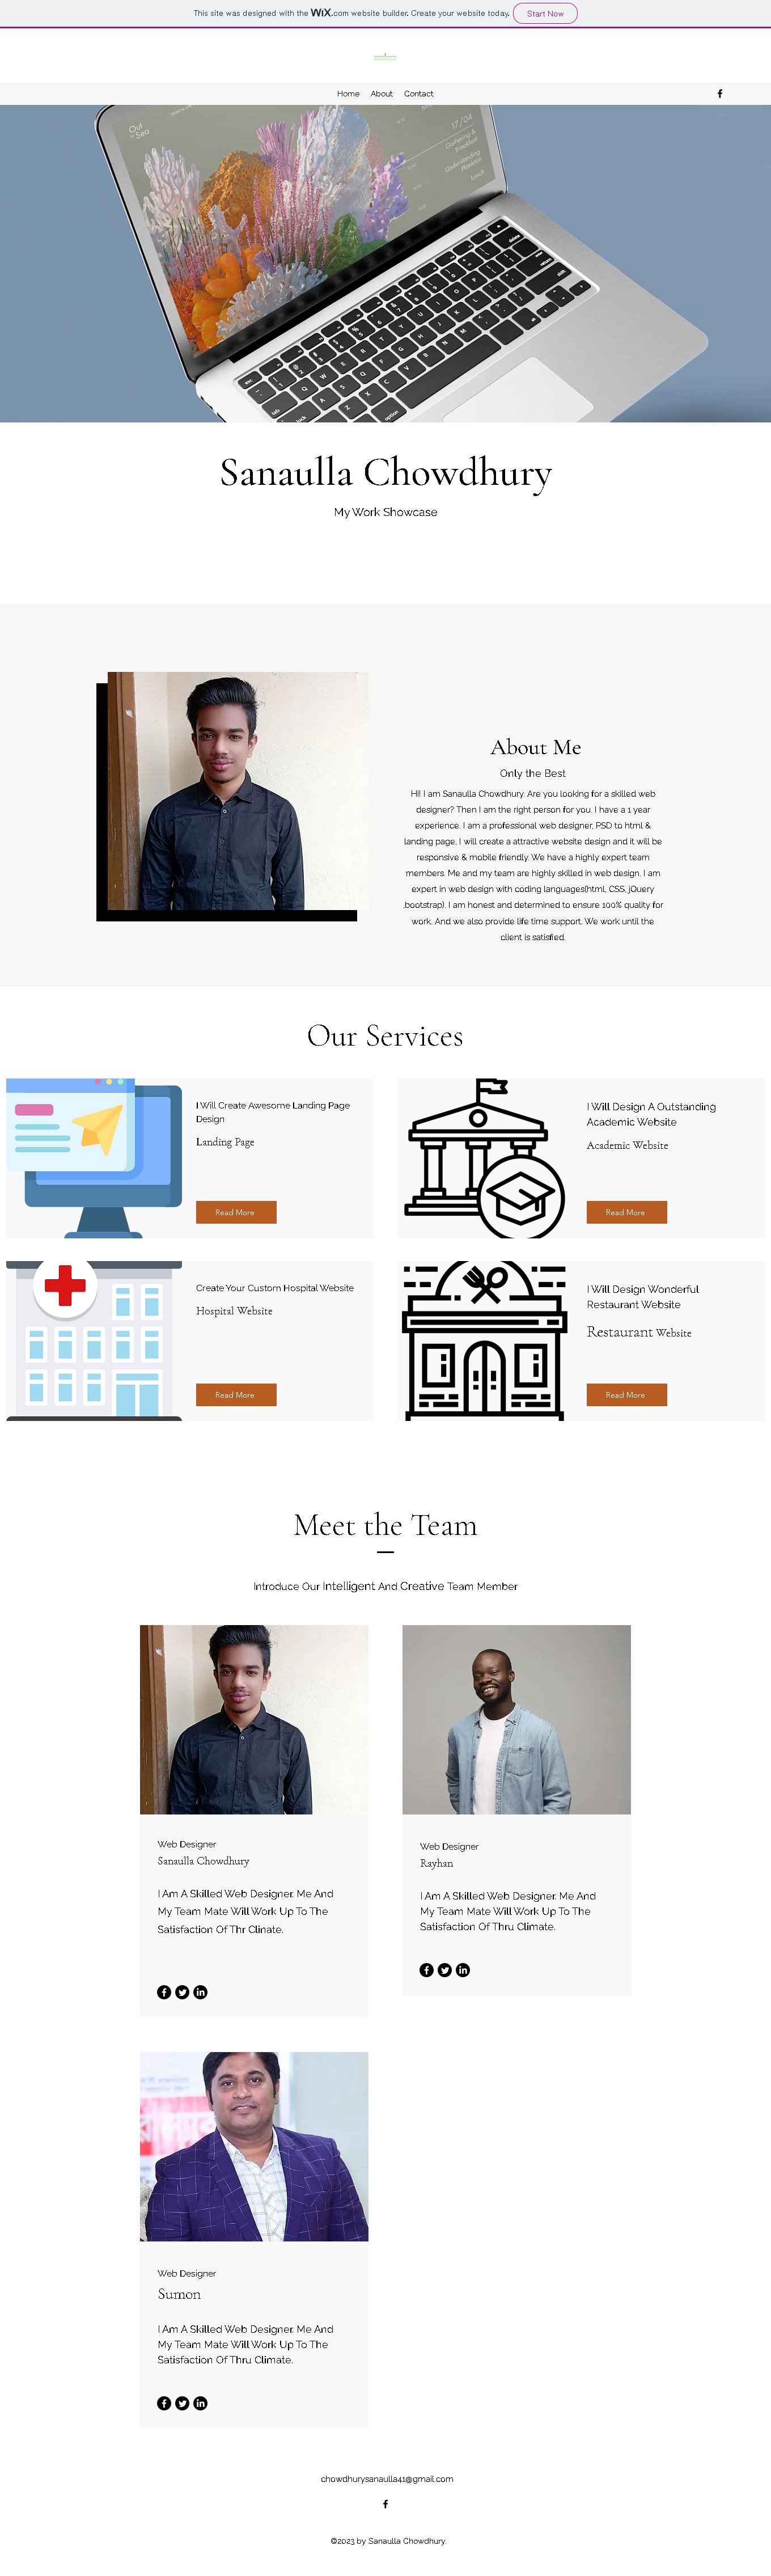 This site was designed with the WiX.com website builder. Create your website today. Start Now
Home About Contact
Out
Sea
17/04
Gathering &
Breakfast
Understanding
Plankton
Lunch
Sanaulla Chowdhury
My Work Showcase
About Me
Only the Best
Hi! I am Sanaulla Chowdhury. Are you looking for a skilled web
designer? Then I am the right person for you. I have a 1 year
experience. I am a professional web designer, PSD to html &
landing page, I will create a attractive website design and it will be
responsive & mobile friendly. We have a highly expert team
members. Me and my team are highly skilled in web design. I am
expert in web design with coding languages(html, CSS, jQuery
,bootstrap). I am honest and determined to ensure 100% quality for
work. And we also provide life time support. We work until the
client is satisfied.
Our Services
I Will Create Awesome Landing Page
Design
Landing Page
Read More
I Will Design A Outstanding
Academic Website
Academic Website
Read More
Create Your Custom Hospital Website
Hospital Website
Read More
I Will Design Wonderful
Restaurant Website
Restaurant Website
Read More
Meet the Team
Introduce Our Intelligent And Creative Team Member
Web Designer
Sanaulla Chowdhury
I Am A Skilled Web Designer. Me And
My Team Mate Will Work Up To The
Satisfaction Of Thr Clinate.
Web Designer
Rayhan
I Am A Skilled Web Designer. Me And
My Team Mate Will Work Up To The
Satisfaction Of Thru Climate.
Web Designer
Sumon
I Am A Skilled Web Designer. Me And
My Team Mate Will Work Up To The
Satisfaction Of Thru Climate.
chowdhurysanaulla41@gmail.com
©2023 by Sanaulla Chowdhury.